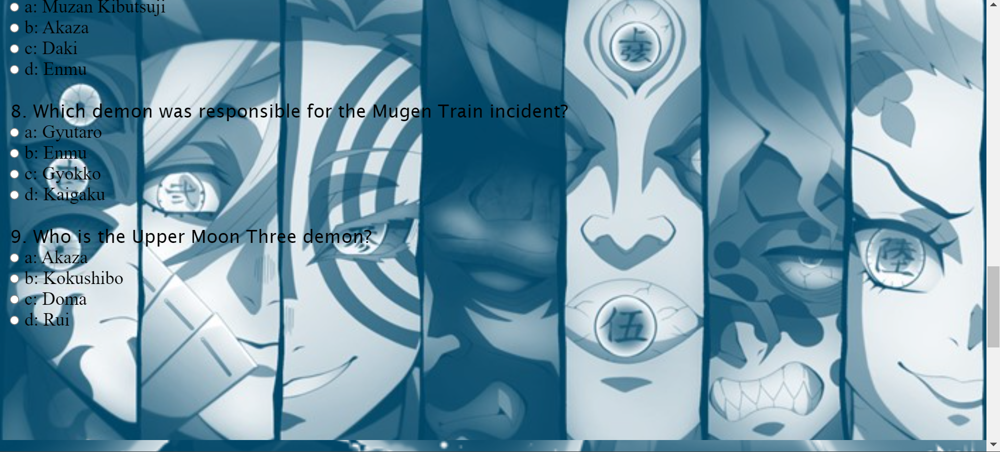 a: Muzan Kibutsuji
b: Akaza
c: Daki
d: Enmu
8. Which demon was responsible for the Mugen Train incident?
a: Gyutaro
b: Enmu
c: Gyokko
d: Kaigaku
9. Who is the Upper Moon Three demon?
a: Akaza
b: Kokushibo
c: Doma
d: Rui
上弦
弐
伍
陸